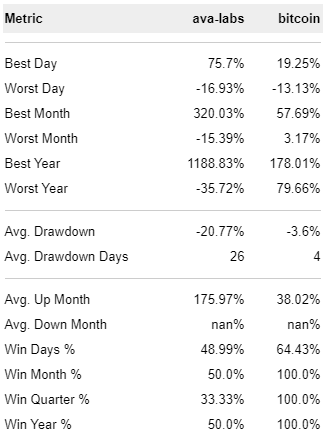 Metric ava-labs bitcoin
Best Day 75.7% 19.25%
Worst Day -16.93% -13.13%
Best Month 320.03% 57.69%
Worst Month -15.39% 3.17%
Best Year 1188.83% 178.01%
Worst Year -35.72% 79.66%
Avg. Drawdown -20.77% -3.6%
Avg. Drawdown Days 26 4
Avg. Up Month 175.97% 38.02%
Avg. Down Month nan% nan%
Win Days % 48.99% 64.43%
Win Month % 50.0% 100.0%
Win Quarter % 33.33% 100.0%
Win Year % 50.0% 100.0%